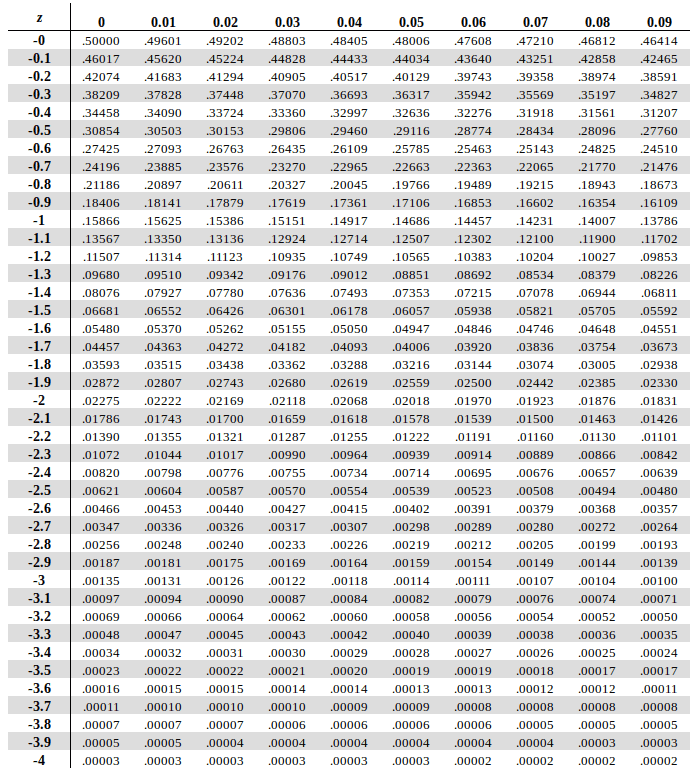 z 0 0.01 0.02 0.03 0.04 0.05 0.06 0.07 0.08 0.09
-0 .50000 .49601 .49202 .48803 .48405 .48006 .47608 .47210 .46812 .46414
-0.1 .46017 .45620 .45224 .44828 .44433 .44034 .43640 .43251 .42858 .42465
-0.2 .42074 .41683 .41294 .40905 .40517 .40129 .39743 .39358 .38974 .38591
-0.3 .38209 .37828 .37448 .37070 .36693 .36317 .35942 .35569 .35197 .34827
-0.4 .34458 .34090 .33724 .33360 .32997 .32636 .32276 .31918 .31561 .31207
-0.5 .30854 .30503 .30153 .29806 .29460 .29116 .28774 .28434 .28096 .27760
-0.6 .27425 .27093 .26763 .26435 .26109 .25785 .25463 .25143 .24825 .24510
-0.7 .24196 .23885 .23576 .23270 .22965 .22663 .22363 .22065 .21770 .21476
-0.8 .21186 .20897 .20611 .20327 .20045 .19766 .19489 .19215 .18943 .18673
-0.9 .18406 .18141 .17879 .17619 .17361 .17106 .16853 .16602 .16354 .16109
-1 .15866 .15625 .15386 .15151 .14917 .14686 .14457 .14231 .14007 .13786
-1.1 .13567 .13350 .13136 .12924 .12714 .12507 .12302 .12100 .11900 .11702
-1.2 .11507 .11314 .11123 .10935 .10749 .10565 .10383 .10204 .10027 .09853
-1.3 .09680 .09510 .09342 .09176 .09012 .08851 .08692 .08534 .08379 .08226
-1.4 .08076 .07927 .07780 .07636 .07493 .07353 .07215 .07078 .06944 .06811
-1.5 .06681 .06552 .06426 .06301 .06178 .06057 .05938 .05821 .05705 .05592
-1.6 .05480 .05370 .05262 .05155 .05050 .04947 .04846 .04746 .04648 .04551
-1.7 .04457 .04363 .04272 .04182 .04093 .04006 .03920 .03836 .03754 .03673
-1.8 .03593 .03515 .03438 .03362 .03288 .03216 .03144 .03074 .03005 .02938
-1.9 .02872 .02807 .02743 .02680 .02619 .02559 .02500 .02442 .02385 .02330
-2 .02275 .02222 .02169 .02118 .02068 .02018 .01970 .01923 .01876 .01831
-2.1 .01786 .01743 .01700 .01659 .01618 .01578 .01539 .01500 .01463 .01426
-2.2 .01390 .01355 .01321 .01287 .01255 .01222 .01191 .01160 .01130 .01101
-2.3 .01072 .01044 .01017 .00990 .00964 .00939 .00914 .00889 .00866 .00842
-2.4 .00820 .00798 .00776 .00755 .00734 .00714 .00695 .00676 .00657 .00639
-2.5 .00621 .00604 .00587 .00570 .00554 .00539 .00523 .00508 .00494 .00480
-2.6 .00466 .00453 .00440 .00427 .00415 .00402 .00391 .00379 .00368 .00357
-2.7 .00347 .00336 .00326 .00317 .00307 .00298 .00289 .00280 .00272 .00264
-2.8 .00256 .00248 .00240 .00233 .00226 .00219 .00212 .00205 .00199 .00193
-2.9 .00187 .00181 .00175 .00169 .00164 .00159 .00154 .00149 .00144 .00139
-3 .00135 .00131 .00126 .00122 .00118 .00114 .00111 .00107 .00104 .00100
-3.1 .00097 .00094 .00090 .00087 .00084 .00082 .00079 .00076 .00074 .00071
-3.2 .00069 .00066 .00064 .00062 .00060 .00058 .00056 .00054 .00052 .00050
-3.3 .00048 .00047 .00045 .00043 .00042 .00040 .00039 .00038 .00036 .00035
-3.4 .00034 .00032 .00031 .00030 .00029 .00028 .00027 .00026 .00025 .00024
-3.5 .00023 .00022 .00022 .00021 .00020 .00019 .00019 .00018 .00017 .00017
-3.6 .00016 .00015 .00015 .00014 .00014 .00013 .00013 .00012 .00012 .00011
-3.7 .00011 .00010 .00010 .00010 .00009 .00009 .00008 .00008 .00008 .00008
-3.8 .00007 .00007 .00007 .00006 .00006 .00006 .00006 .00005 .00005 .00005
-3.9 .00005 .00005 .00004 .00004 .00004 .00004 .00004 .00004 .00003 .00003
-4 .00003 .00003 .00003 .00003 .00003 .00003 .00002 .00002 .00002 .00002